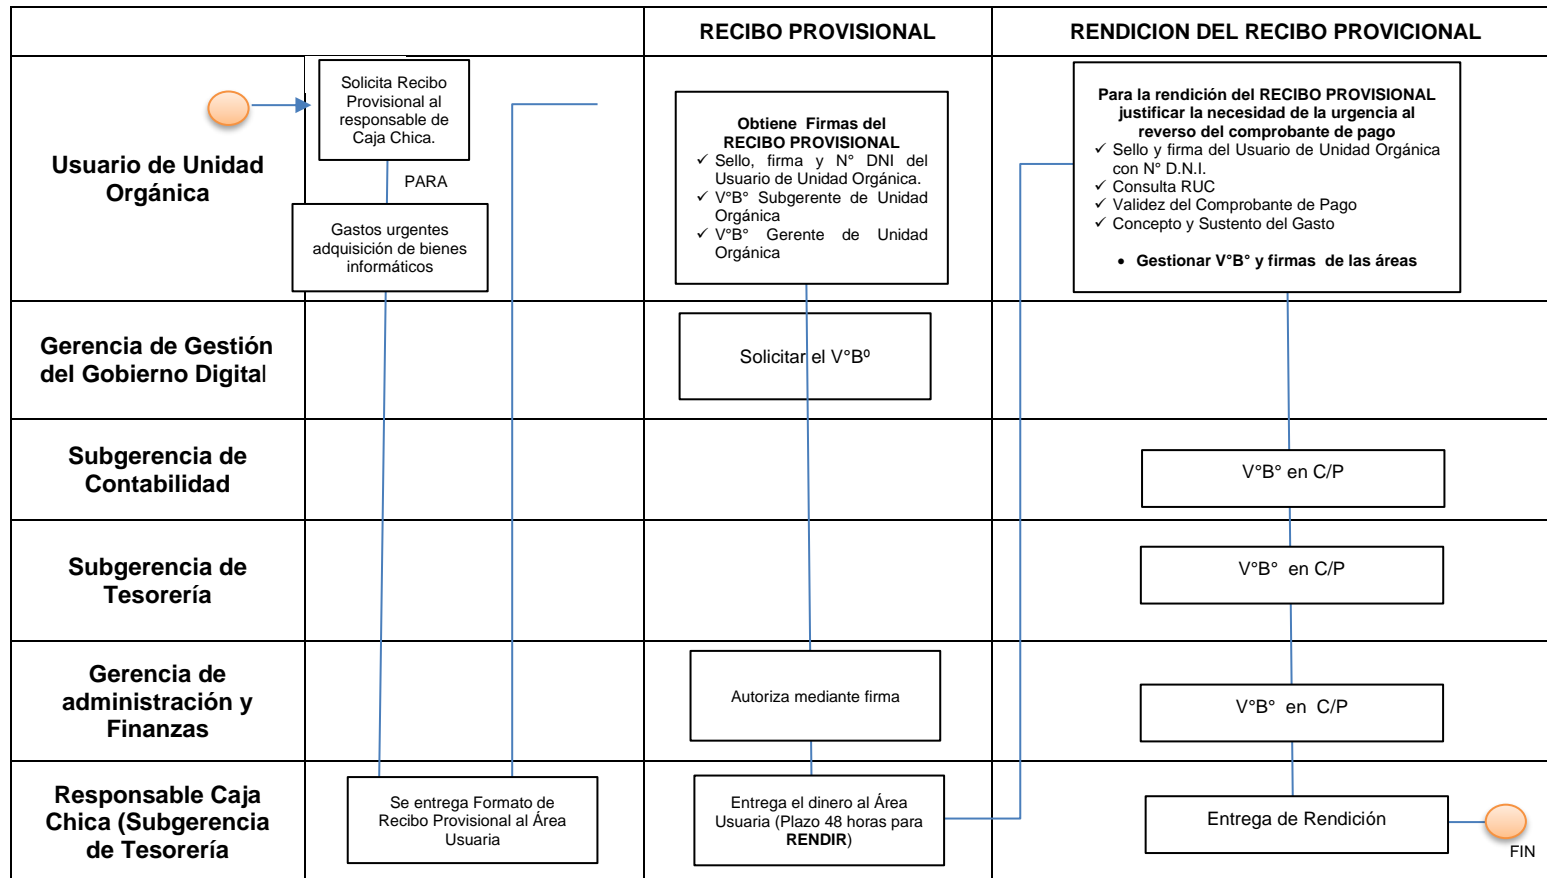 RECIBO PROVISIONAL
RENDICION DEL RECIBO PROVICIONAL
Usuario de Unidad
Orgánica
Solicita Recibo
Provisional al
responsable de
Caja Chica.
PARA
Gastos urgentes
adquisición de bienes
informáticos
Obtiene Firmas del
RECIBO PROVISIONAL
✓ Sello, firma y N° DNI del
Usuario de Unidad Orgánica.
✓ V°B° Subgerente de Unidad
Orgánica
✓ V°B° Gerente de Unidad
Orgánica
Para la rendición del RECIBO PROVISIONAL
justificar la necesidad de la urgencia al
reverso del comprobante de pago
✓ Sello y firma del Usuario de Unidad Orgánica
con N° D.N.I.
✓ Consulta RUC
✓ Validez del Comprobante de Pago
✓ Concepto y Sustento del Gasto
• Gestionar V°B° y firmas de las áreas
Gerencia de Gestión
del Gobierno Digital
Solicitar el V°Bº
Subgerencia de
Contabilidad
V°B° en C/P
Subgerencia de
Tesorería
V°B° en C/P
Gerencia de
administración y
Finanzas
Autoriza mediante firma
V°B° en C/P
Responsable Caja
Chica (Subgerencia
de Tesorería
Se entrega Formato de
Recibo Provisional al Área
Usuaria
Entrega el dinero al Área
Usuaria (Plazo 48 horas para
RENDIR)
Entrega de Rendición
FIN